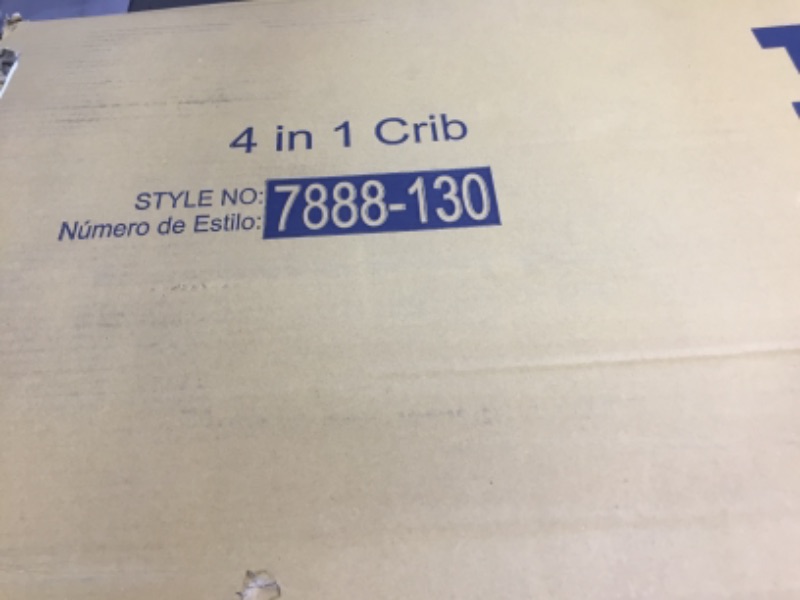 4 in 1 Crib
STYLE NO: 7888-130
Número de Estilo: